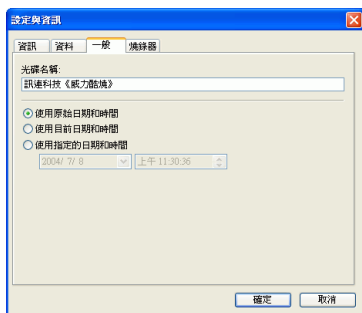 設定與資訊
資訊 資料 一般 燒錄器
光碟名稱:
訊連科技《威力酷燒》
使用原始日期和時間
使用目前日期和時間
使用指定的日期和時間
2004/ 7/ 8 上午 11:30:36
確定 取消